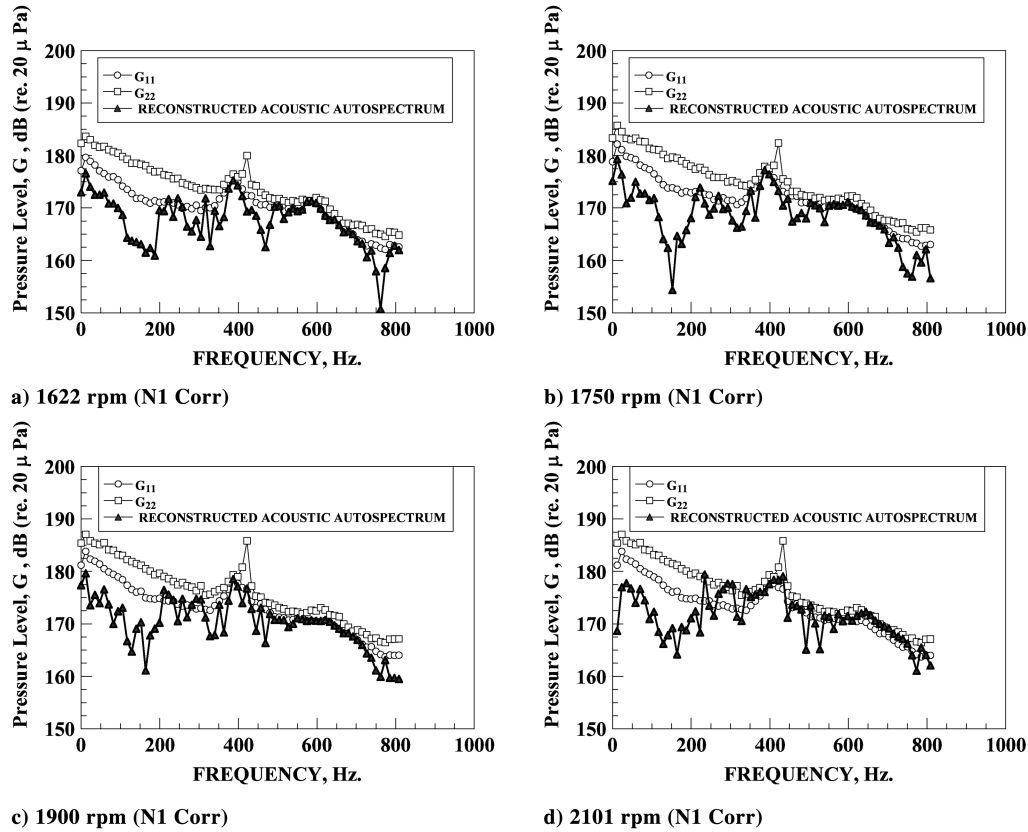 Pressure Level, G , dB (re. 20 μ Pa)
200
190
180
170
160
150
G11
G22
RECONSTRUCTED ACOUSTIC AUTOSPECTRUM
0 200 400 600 800 1000
FREQUENCY, Hz.
a) 1622 rpm (N1 Corr)
Pressure Level, G , dB (re. 20 μ Pa)
200
190
180
170
160
150
G11
G22
RECONSTRUCTED ACOUSTIC AUTOSPECTRUM
0 200 400 600 800 1000
FREQUENCY, Hz.
b) 1750 rpm (N1 Corr)
Pressure Level, G , dB (re. 20 μ Pa)
200
190
180
170
160
150
G11
G22
RECONSTRUCTED ACOUSTIC AUTOSPECTRUM
0 200 400 600 800 1000
FREQUENCY, Hz.
c) 1900 rpm (N1 Corr)
Pressure Level, G , dB (re. 20 μ Pa)
200
190
180
170
160
150
G11
G22
RECONSTRUCTED ACOUSTIC AUTOSPECTRUM
0 200 400 600 800 1000
FREQUENCY, Hz.
d) 2101 rpm (N1 Corr)